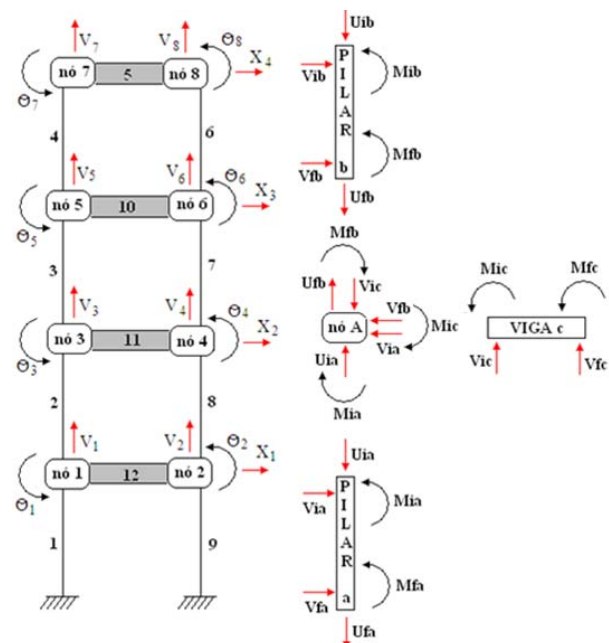 V7
V8
Θ8
nó 7
5
nó 8
X4
Θ7
4
6
V5
V6
Θ6
nó 5
10
nó 6
X3
Θ5
3
7
V3
V4
Θ4
nó 3
11
nó 4
X2
Θ3
2
8
V1
V2
Θ2
nó 1
12
nó 2
X1
Θ1
1
9
Uib
Vib
PILAR b
Mib
Mfb
Vfb
Ufb
Mfb
Ufb
Vic
Vfb
nó A
Mic
Via
Uia
Mia
Mic
Mfc
VIGA c
Vic
Vfc
Uia
Via
PILAR a
Mia
Mfa
Vfa
Ufa